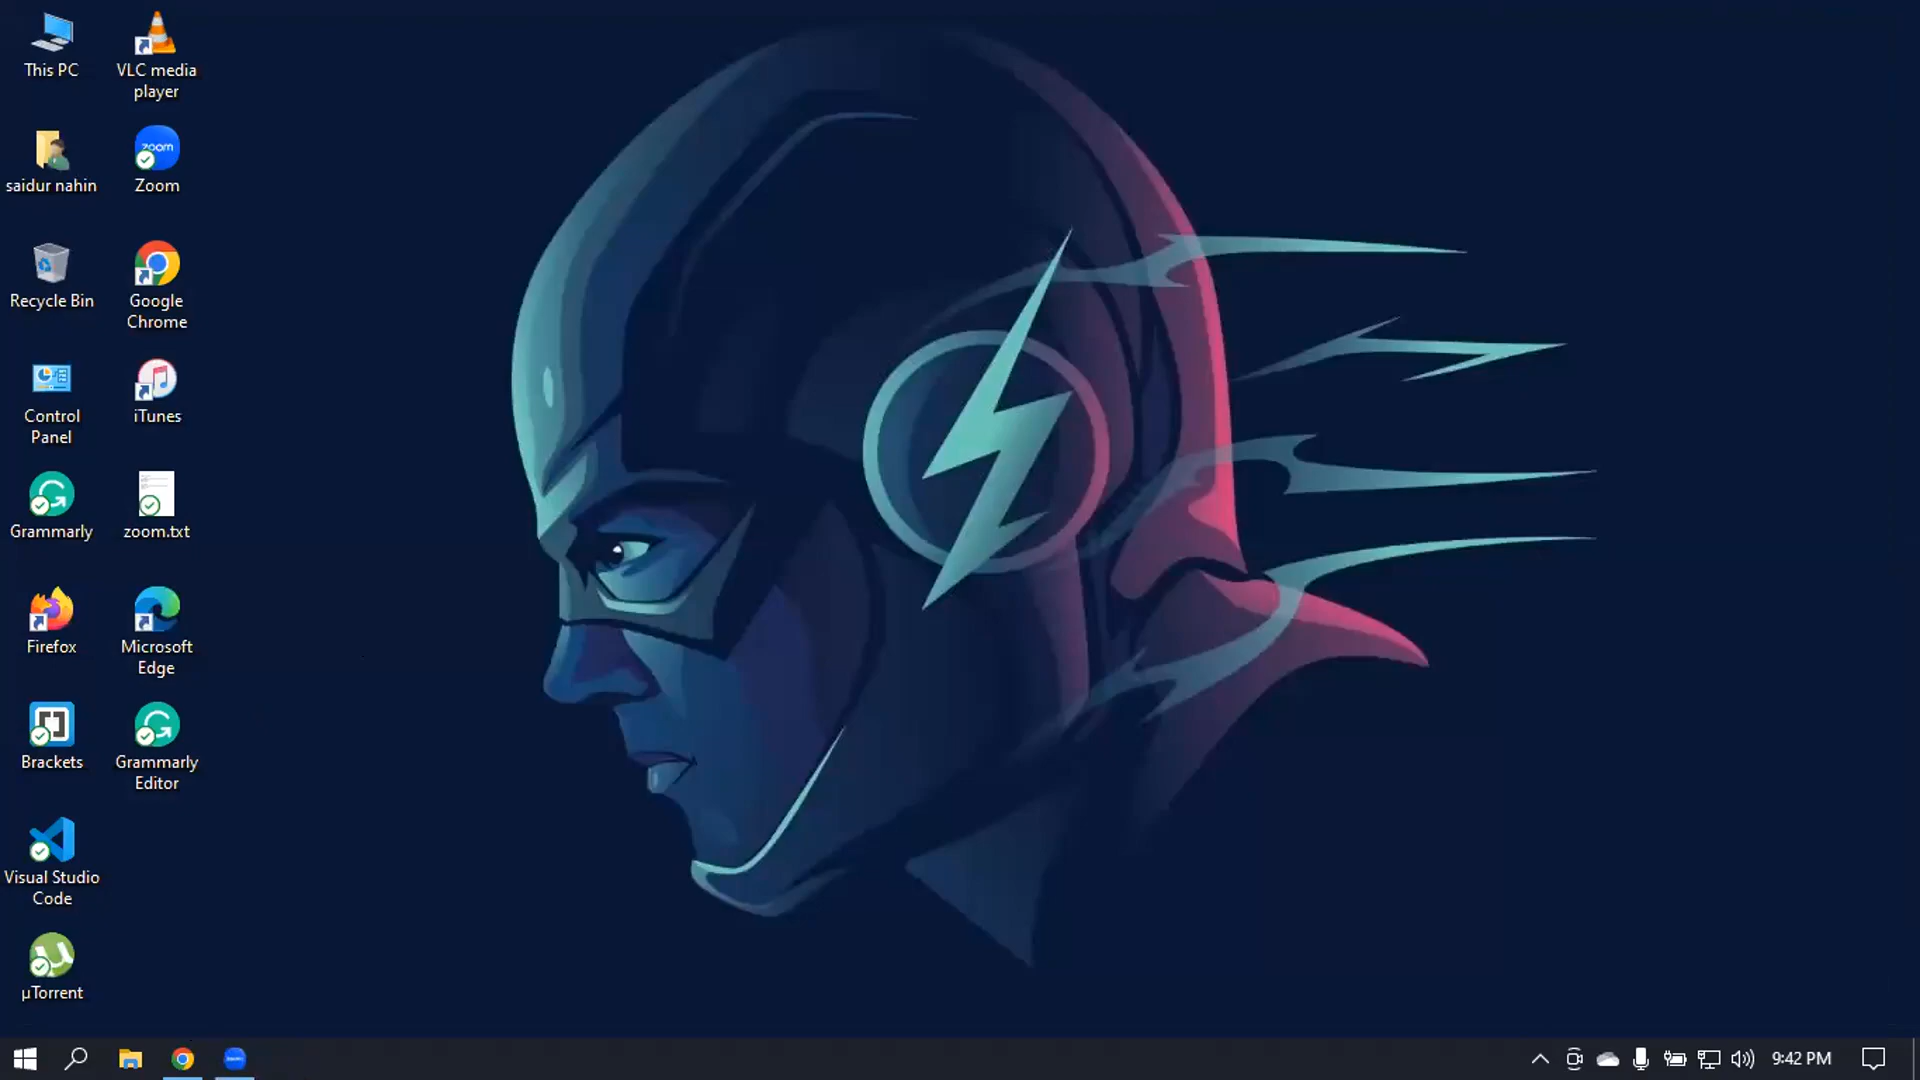 This PC
VLC media
player
saidur nahin
zoom
Zoom
Recycle Bin
Google
Chrome
Control
Panel
iTunes
Grammarly
zoom.txt
Firefox
Microsoft
Edge
Brackets
Grammarly
Editor
Visual Studio
Code
µTorrent
9:42 PM